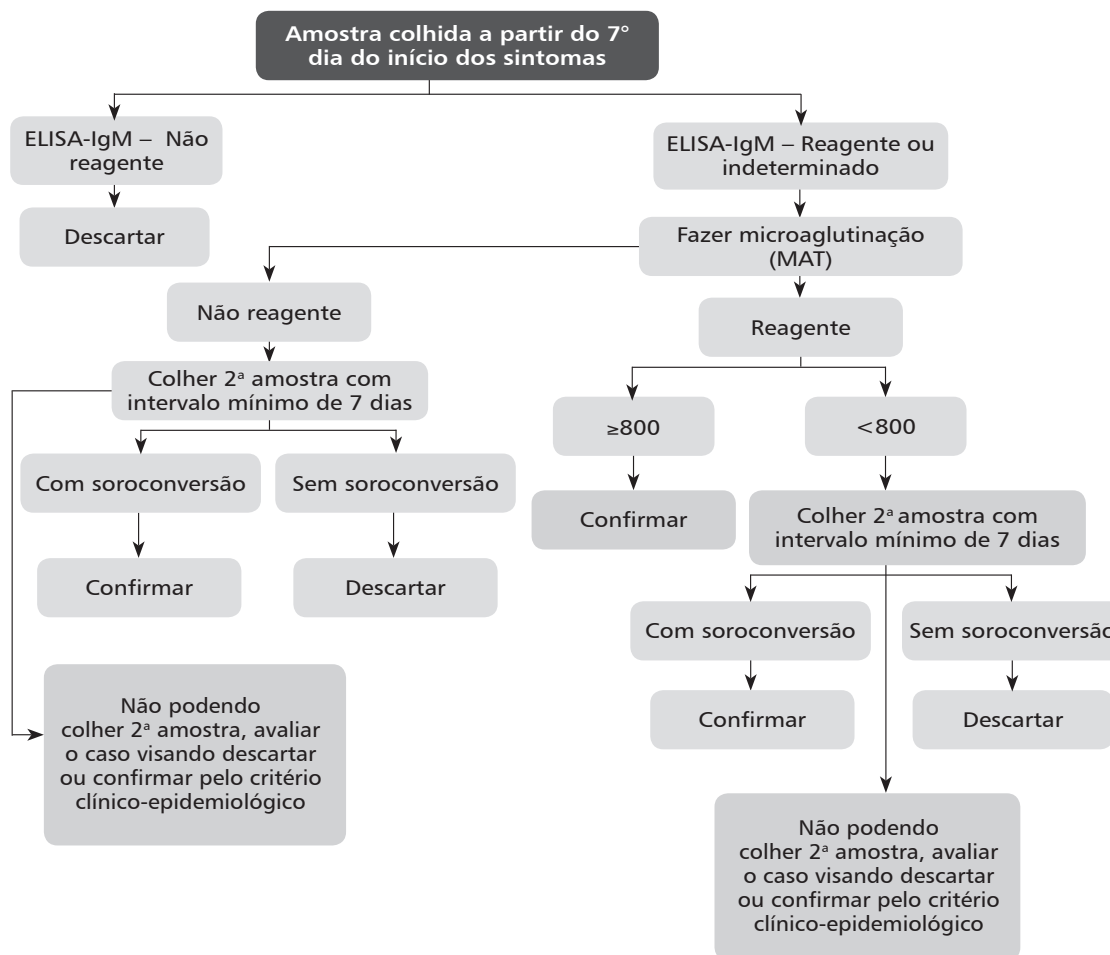 Amostra colhida a partir do 7°
dia do início dos sintomas
ELISA-IgM – Não
reagente
ELISA-IgM – Reagente ou
indeterminado
Descartar
Fazer microaglutinação
(MAT)
Não reagente
Reagente
Colher 2ª amostra com
intervalo mínimo de 7 dias
≥800
<800
Com soroconversão
Sem soroconversão
Confirmar
Colher 2ª amostra com
intervalo mínimo de 7 dias
Confirmar
Descartar
Com soroconversão
Sem soroconversão
Não podendo
colher 2ª amostra, avaliar
o caso visando descartar
ou confirmar pelo critério
clínico-epidemiológico
Confirmar
Descartar
Não podendo
colher 2ª amostra, avaliar
o caso visando descartar
ou confirmar pelo critério
clínico-epidemiológico